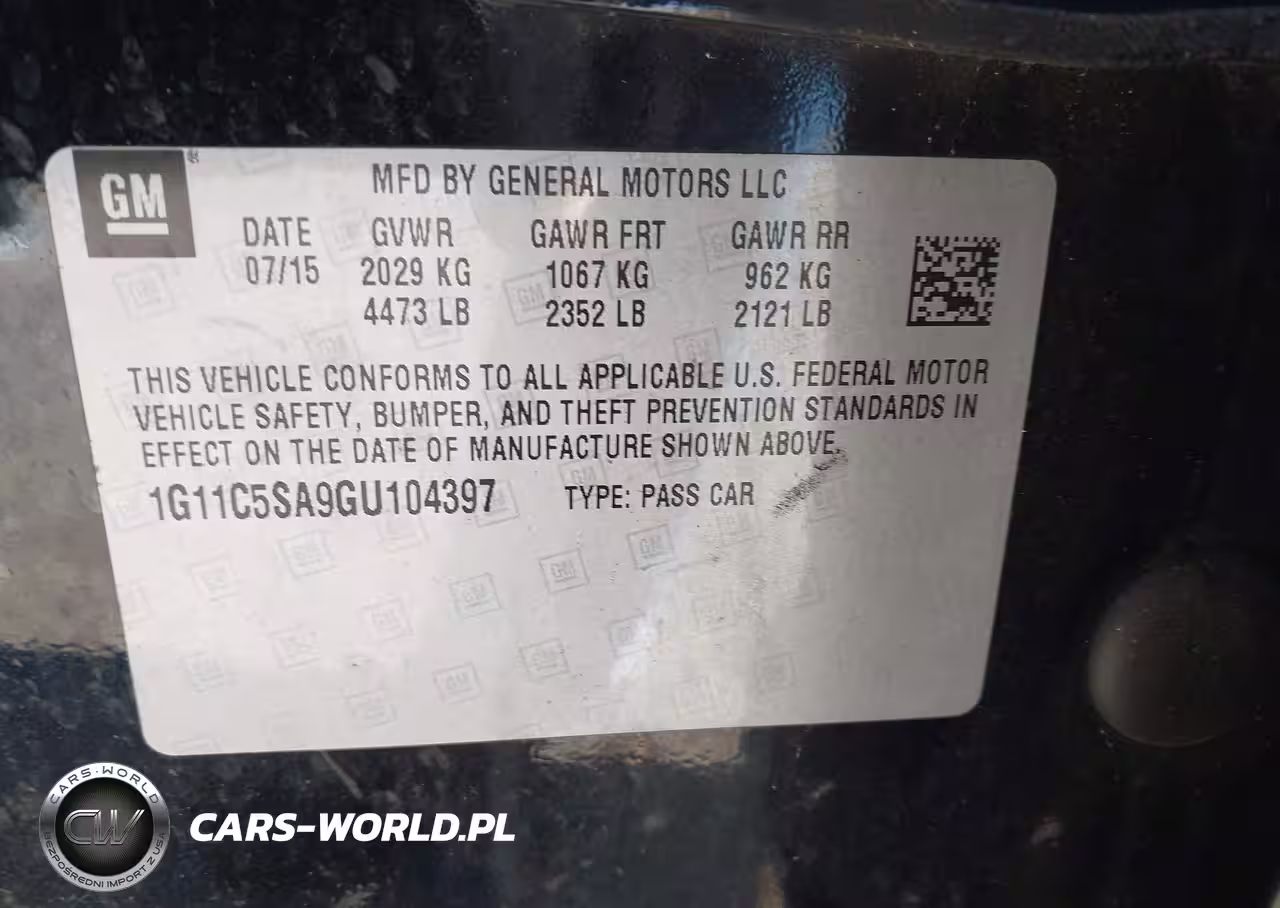 GM
MFD BY GENERAL MOTORS LLC
DATE GVWR GAWR FRT GAWR RR
07/15 2029 KG 1067 KG 962 KG
4473 LB 2352 LB 2121 LB
THIS VEHICLE CONFORMS TO ALL APPLICABLE U.S. FEDERAL MOTOR
VEHICLE SAFETY, BUMPER, AND THEFT PREVENTION STANDARDS IN
EFFECT ON THE DATE OF MANUFACTURE SHOWN ABOVE.
1G11C5SA9GU104397 TYPE: PASS CAR
CARS-WORLD
CW
BEZPOŚREDNI IMPORT Z USA
CARS-WORLD.PL